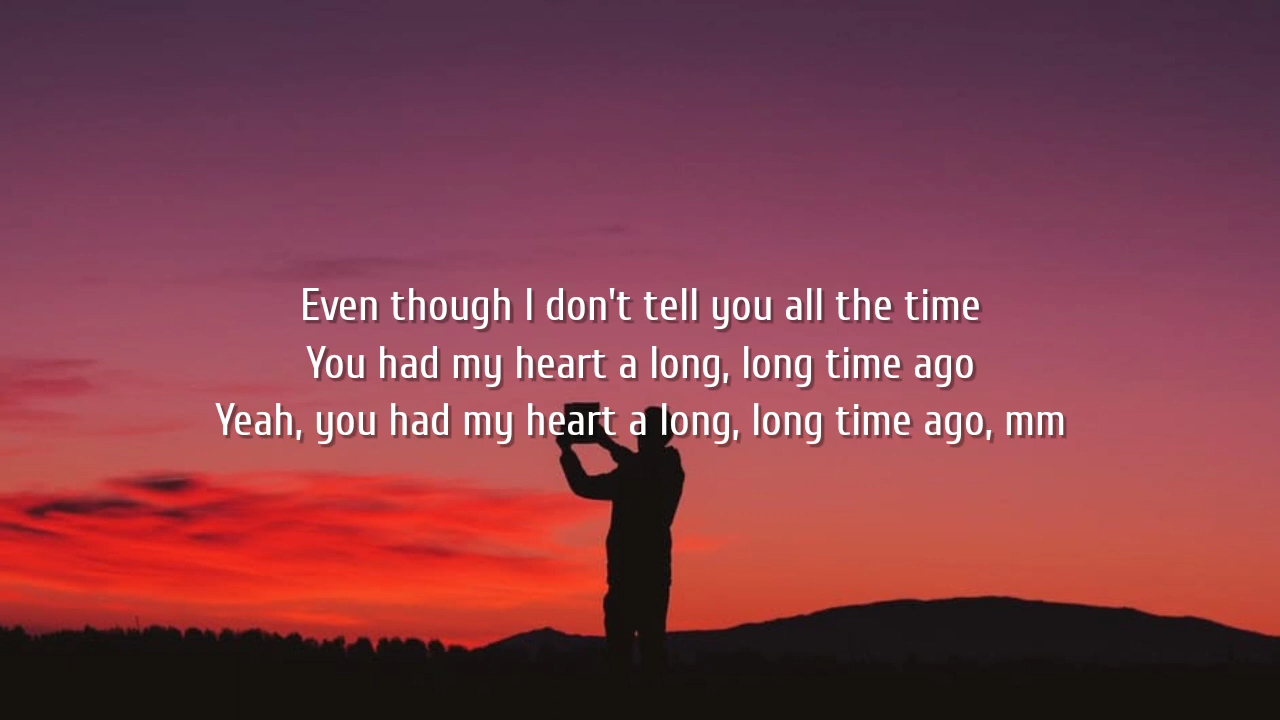 Even though I don't tell you all the time
You had my heart a long, long time ago
Yeah, you had my heart a long, long time ago, mm